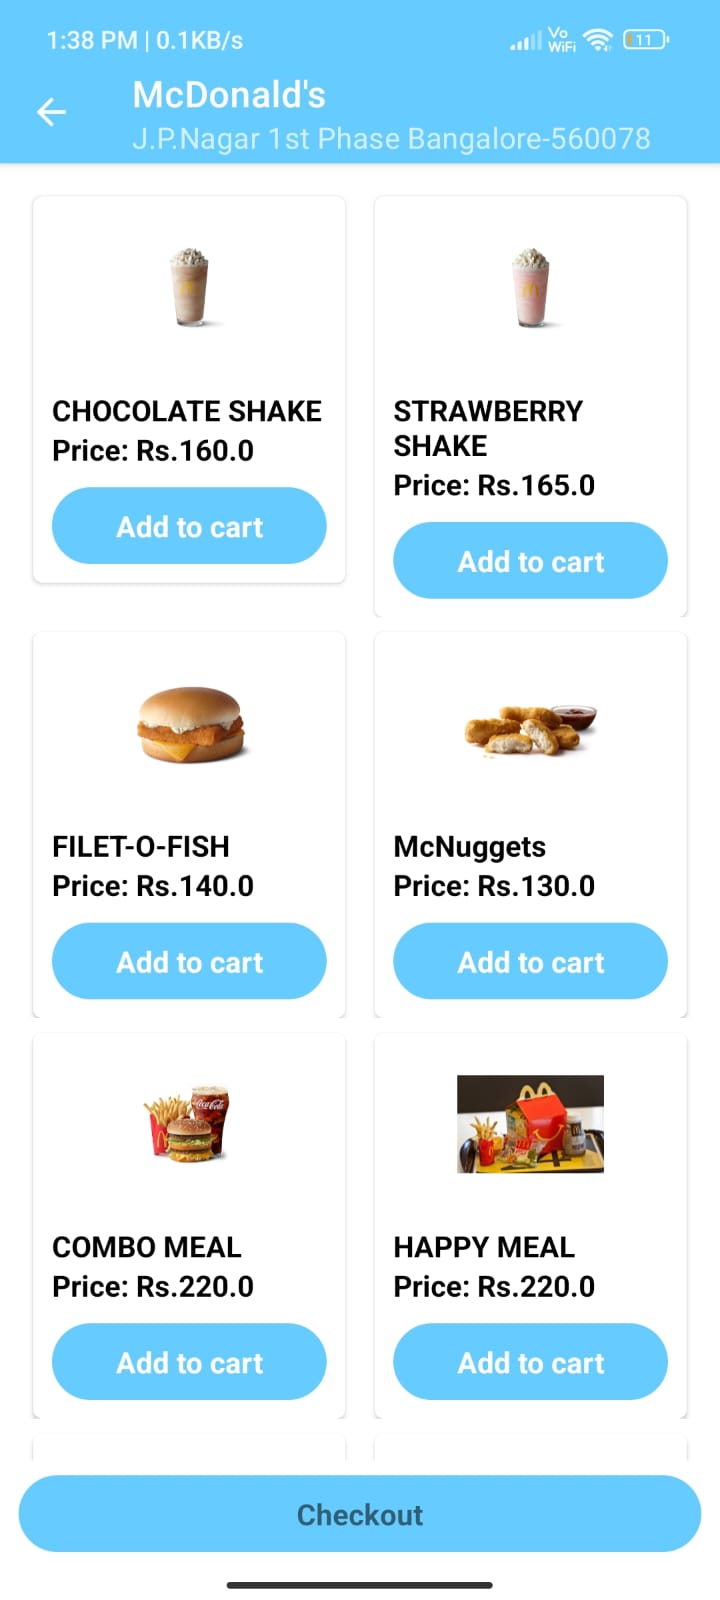 1:38 PM | 0.1KB/s
Vo
WiFi
11
McDonald's
J.P.Nagar 1st Phase Bangalore-560078
CHOCOLATE SHAKE
Price: Rs.160.0
Add to cart
STRAWBERRY
SHAKE
Price: Rs.165.0
Add to cart
FILET-O-FISH
Price: Rs.140.0
Add to cart
McNuggets
Price: Rs.130.0
Add to cart
Coca-Cola
COMBO MEAL
Price: Rs.220.0
Add to cart
HAPPY MEAL
Price: Rs.220.0
Add to cart
Checkout